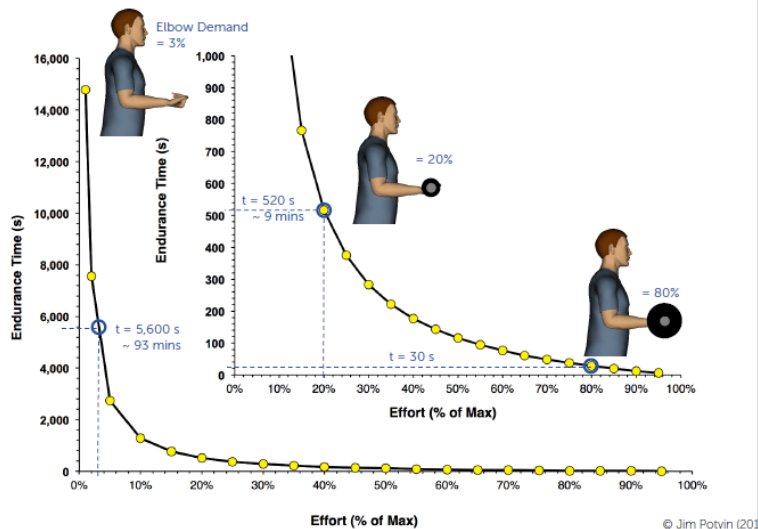 Elbow Demand
= 3%
16,000
14,000
12,000
10,000
8,000
6,000
4,000
2,000
0
Endurance Time (s)
t = 5,600 s
~ 93 mins
0% 10% 20% 30% 40% 50% 60% 70% 80% 90% 100%
Effort (% of Max)
1,000
900
800
700
600
500
400
300
200
100
0
Endurance Time (s)
= 20%
t = 520 s
~ 9 mins
= 80%
t = 30 s
0% 10% 20% 30% 40% 50% 60% 70% 80% 90% 100%
Effort (% of Max)
© Jim Potvin (201